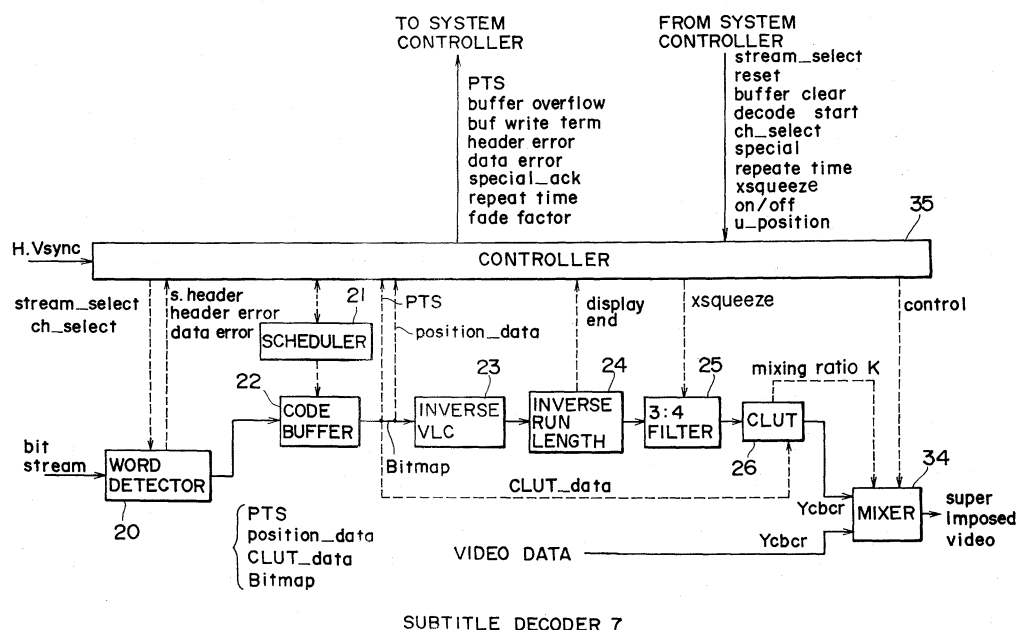 TO SYSTEM
CONTROLLER
PTS
buffer overflow
buf write term
header error
data error
special_ack
repeat time
fade factor
FROM SYSTEM
CONTROLLER
stream_select
reset
buffer clear
decode start
ch_select
special
repeate time
xsqueeze
on/off
u_position
35
H.Vsync
CONTROLLER
stream_select
ch_select
s.header
header error
data error
21
SCHEDULER
PTS
position_data
display
end
xsqueeze
control
mixing ratio K
22
CODE
BUFFER
23
INVERSE
VLC
24
INVERSE
RUN
LENGTH
25
3:4
FILTER
CLUT
26
bit
stream
WORD
DETECTOR
20
Bitmap
CLUT_data
34
Ycbcr
MIXER
super
imposed
video
PTS
position_data
CLUT_data
Bitmap
VIDEO DATA
Ycbcr
SUBTITLE DECODER 7